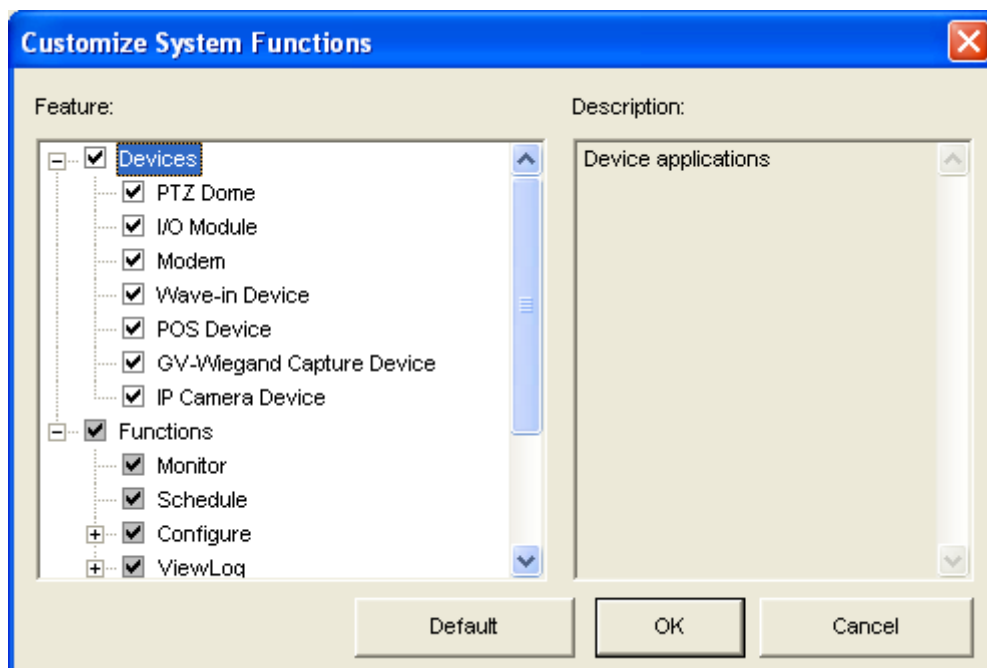 Customize System Functions
Feature:
Description:
Devices
PTZ Dome
I/O Module
Modem
Wave-in Device
POS Device
GV-Wiegand Capture Device
IP Camera Device
Functions
Monitor
Schedule
Configure
ViewLog
Device applications
Default
OK
Cancel